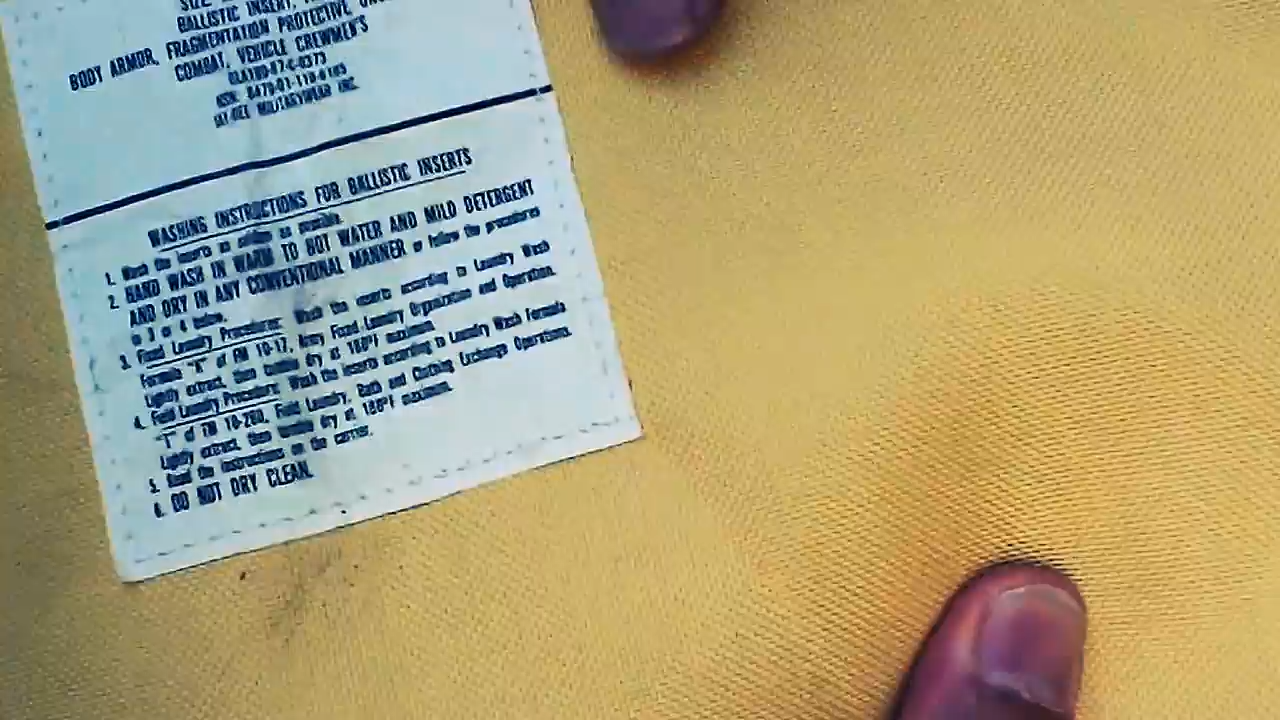 SIZE
BALLISTIC INSERT,
BODY ARMOR, FRAGMENTATION PROTECTIVE
COMBAT, VEHICLE CREWMEN'S
WASHING INSTRUCTIONS FOR BALLISTIC INSERTS
1. Wash the inserts as often as possible.
2. HAND WASH IN WARM TO HOT WATER AND MILD DETERGENT
AND DRY IN ANY CONVENTIONAL MANNER or follow the procedures
in 3 or 4 below.
3. Fixed Laundry Procedures: Wash the inserts according to Laundry Wash
Formula of FM 10-17, Army Fixed Laundry Organization and Operation.
Lightly extract, then tumble dry at 180°F maximum.
4. Field Laundry Procedure: Wash the inserts according to Laundry Wash Formula
of FM 10-280, Field Laundry, Bath and Clothing Exchange Operations.
Lightly extract, then tumble dry at 180°F maximum.
5. Read the instructions on the carrier.
6. DO NOT DRY CLEAN.